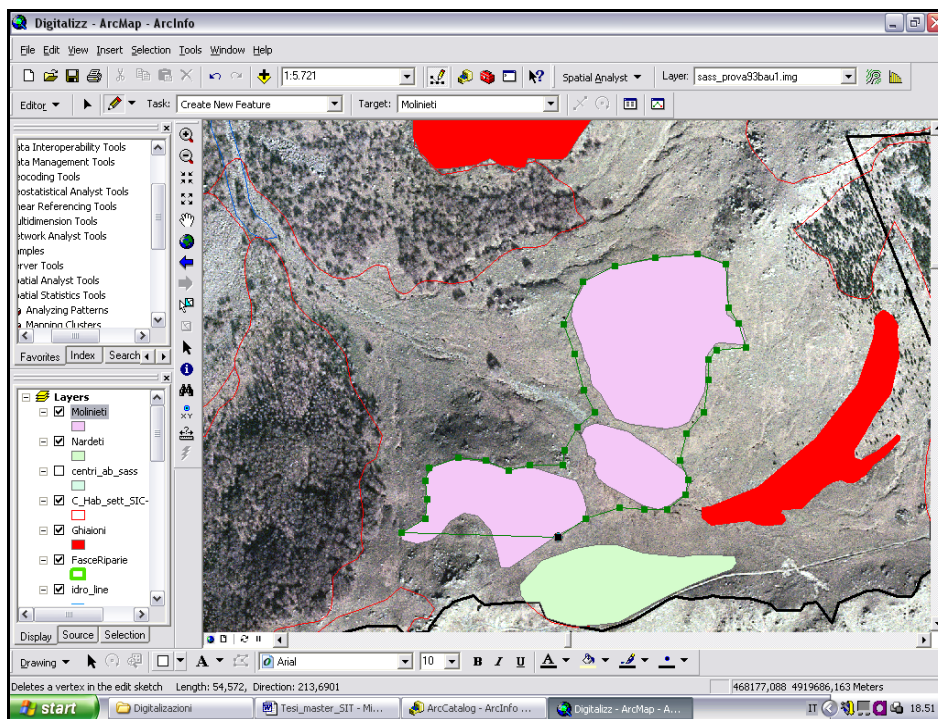 Digitalizz - ArcMap - ArcInfo
File Edit View Insert Selection Tools Window Help
1:5.721
Spatial Analyst
Layer: sass_prova93bau1.img
Editor
Task: Create New Feature
Target: Molinieti
ata Interoperability Tools
ata Management Tools
eocoding Tools
eostatistical Analyst Tools
near Referencing Tools
ultidimension Tools
etwork Analyst Tools
amples
erver Tools
patial Analyst Tools
patial Statistics Tools
Analyzing Patterns
Mapping Clusters
Favorites Index Search
Layers
Molinieti
Nardeti
centri_ab_sass
C_Hab_sett_SIC-
Ghiaioni
FasceRiparie
idro_line
Display Source Selection
XY
Drawing
A
Arial
10
B I U
A
Deletes a vertex in the edit sketch Length: 54,572, Direction: 213,6901
468177,088 4919686,163 Meters
start
Digitalizzazioni
Tesi_master_SIT - Mi...
ArcCatalog - ArcInfo ...
Digitalizz - ArcMap - A...
IT
18.51